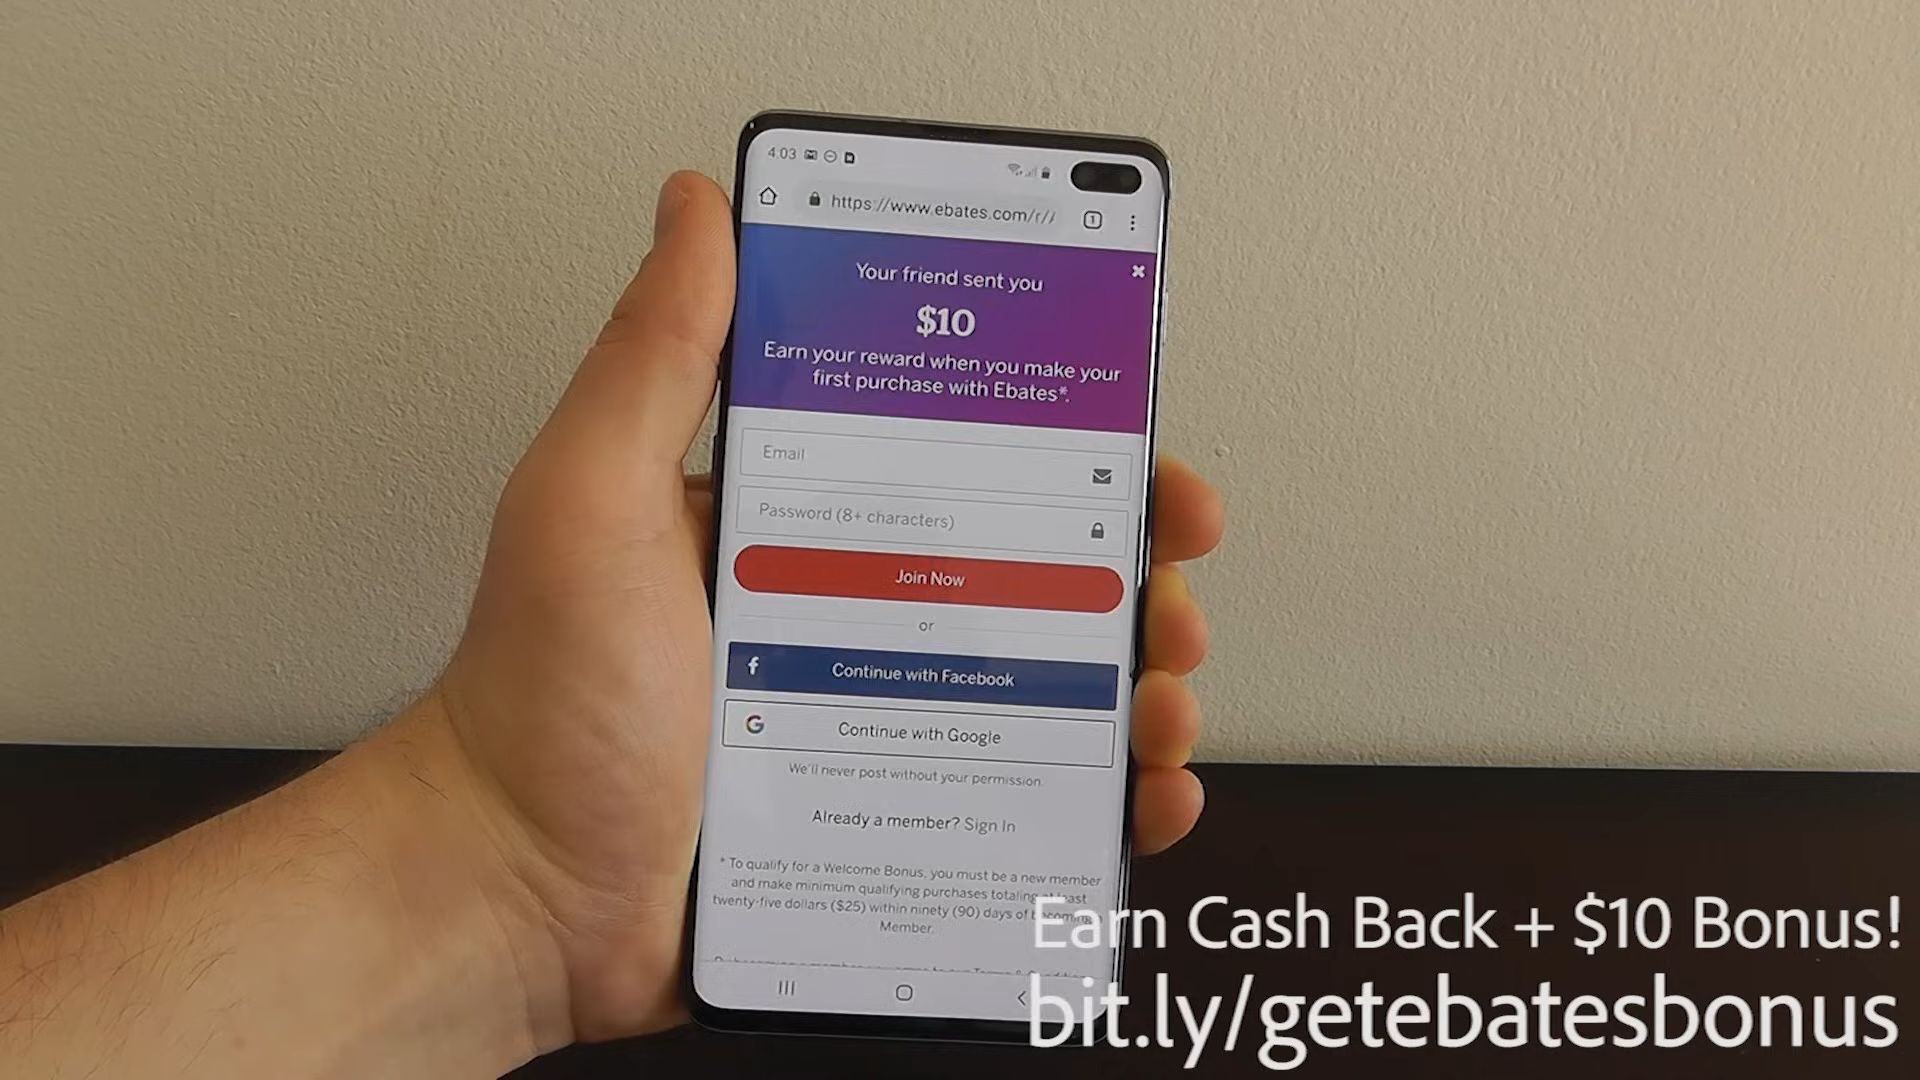 4:03
https://www.ebates.com/r/
1
Your friend sent you
$10
Earn your reward when you make your
first purchase with Ebates*.
Email
Password (8+ characters)
Join Now
or
f Continue with Facebook
G Continue with Google
We'll never post without your permission.
Already a member? Sign In
* To qualify for a Welcome Bonus, you must be a new member
and make minimum qualifying purchases totaling at least
twenty-five dollars ($25) within ninety (90) days of becoming
Member.
Earn Cash Back + $10 Bonus!
bit.ly/getebatesbonus